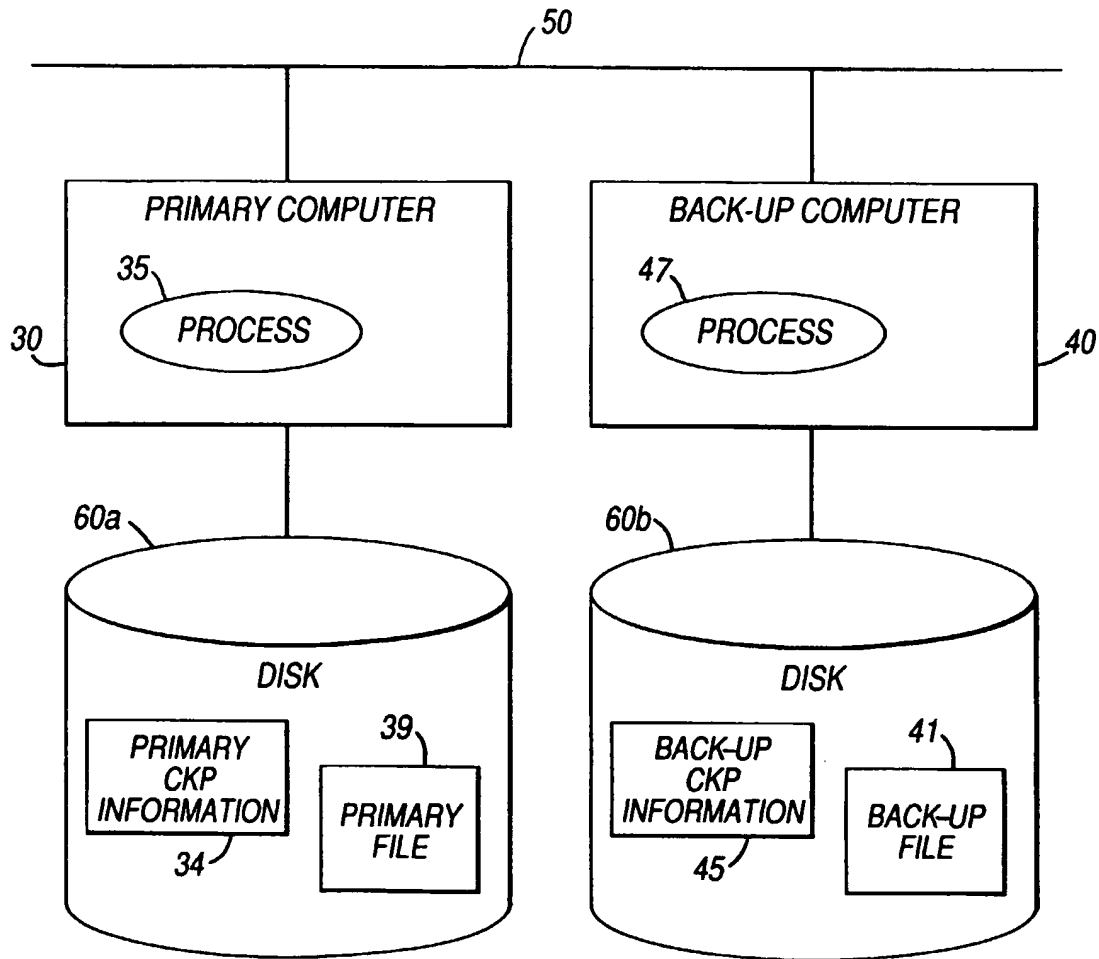 50
PRIMARY COMPUTER
35
PROCESS
30
BACK-UP COMPUTER
47
PROCESS
40
60a
DISK
PRIMARY
CKP
INFORMATION
34
39
PRIMARY
FILE
60b
DISK
BACK-UP
CKP
INFORMATION
45
41
BACK-UP
FILE